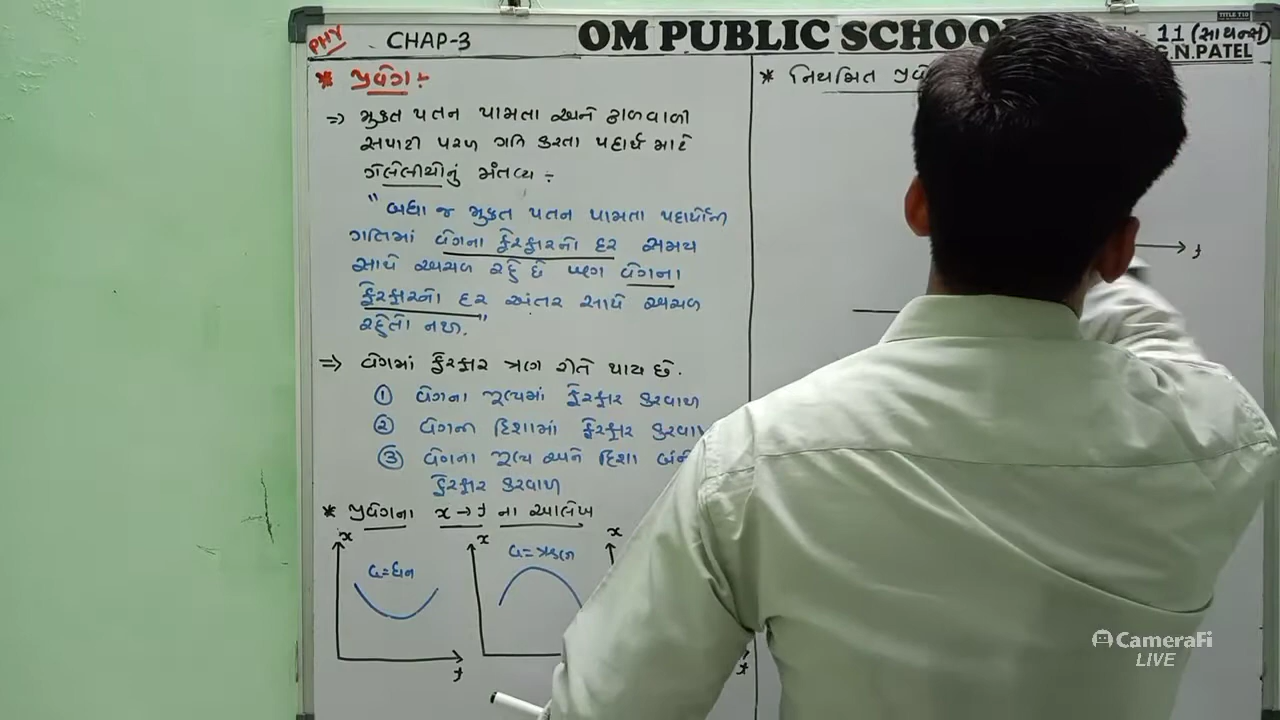 PHY
CHAP-3
OM PUBLIC SCHOO
11 (સાયન્સ)
G.N.PATEL
TITLE T10
* પ્રવેગ :-
⇒ મુક્ત પતન પામતા અને ઢાળવાળી
સપાટી પરથી ગતિ કરતા પદાર્થ માટે
ગેલેલીયોનું મંતવ્ય :-
" બધા જ મુક્ત પતન પામતા પદાર્થોની
ગતિમાં વેગના ફેરફારનો દર સમય
સાથે અચળ રહે છે પણ વેગના
ફેરફારનો દર અંતર સાથે અચળ
રહેતો નથી. "
⇒ વેગમાં ફેરફાર ત્રણ રીતે થાય છે.
① વેગના મૂલ્યમાં ફેરફાર કરવાથી
② વેગની દિશામાં ફેરફાર
③ વેગના મૂલ્ય અને દિશા
ફેરફાર કરવાથી
* પ્રવેગના x → t ના આલેખ
x
a = ધન
t
x
a = ઋણ
x
t
* નિયમિત
t
CameraFi
LIVE